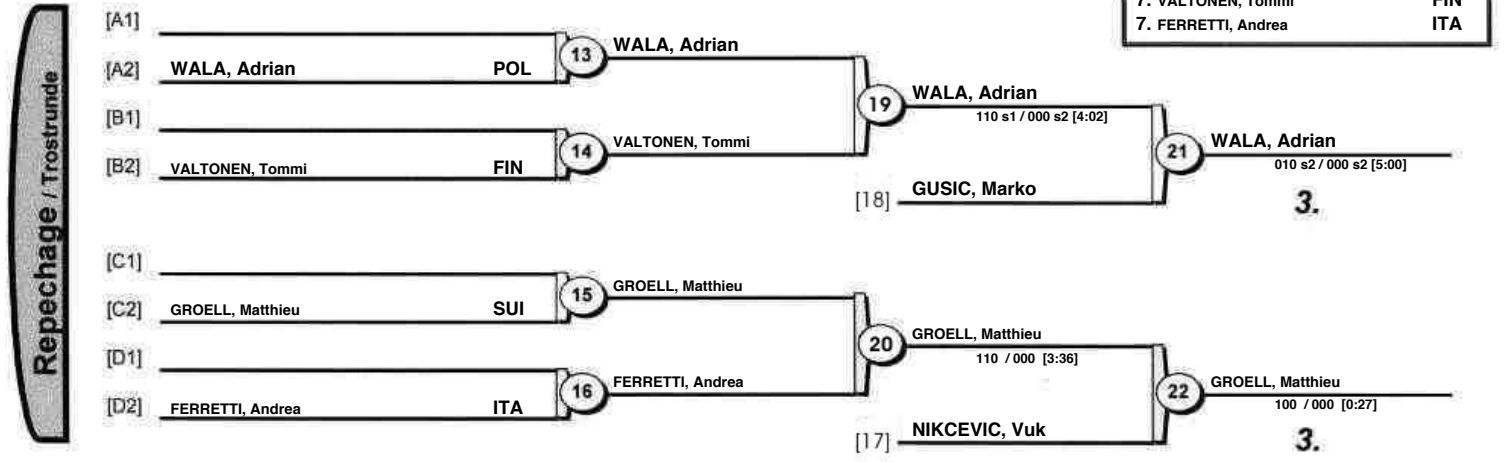 7. VALTONEN, Tommi FIN
7. FERRETTI, Andrea ITA
Repechage / Trostrunde
[A1]
[A2] WALA, Adrian POL
13 WALA, Adrian
[B1]
[B2] VALTONEN, Tommi FIN
14 VALTONEN, Tommi
19 WALA, Adrian
110 s1 / 000 s2 [4:02]
[18] GUSIC, Marko
21 WALA, Adrian
010 s2 / 000 s2 [5:00]
3.
[C1]
[C2] GROELL, Matthieu SUI
15 GROELL, Matthieu
[D1]
[D2] FERRETTI, Andrea ITA
16 FERRETTI, Andrea
20 GROELL, Matthieu
110 / 000 [3:36]
[17] NIKCEVIC, Vuk
22 GROELL, Matthieu
100 / 000 [0:27]
3.